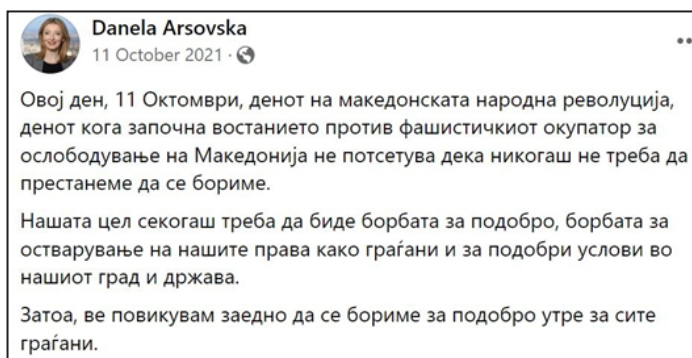 Danela Arsovska
11 October 2021 ·
Овој ден, 11 Октомври, денот на македонската народна револуција,
денот кога започна востанието против фашистичкиот окупатор за
ослободување на Македонија не потсетува дека никогаш не треба да
престанеме да се бориме.
Нашата цел секогаш треба да биде борбата за подобро, борбата за
остварување на нашите права како граѓани и за подобри услови во
нашиот град и држава.
Затоа, ве повикувам заедно да се бориме за подобро утре за сите
граѓани.